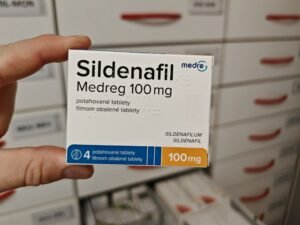 medreg
Sildenafil
Medreg 100 mg
potahované tablety
filmom obalené tablety
SILDENAFILUM
SILDENAFIL
4 potahované tablety
filmom obalené tablety
100 mg